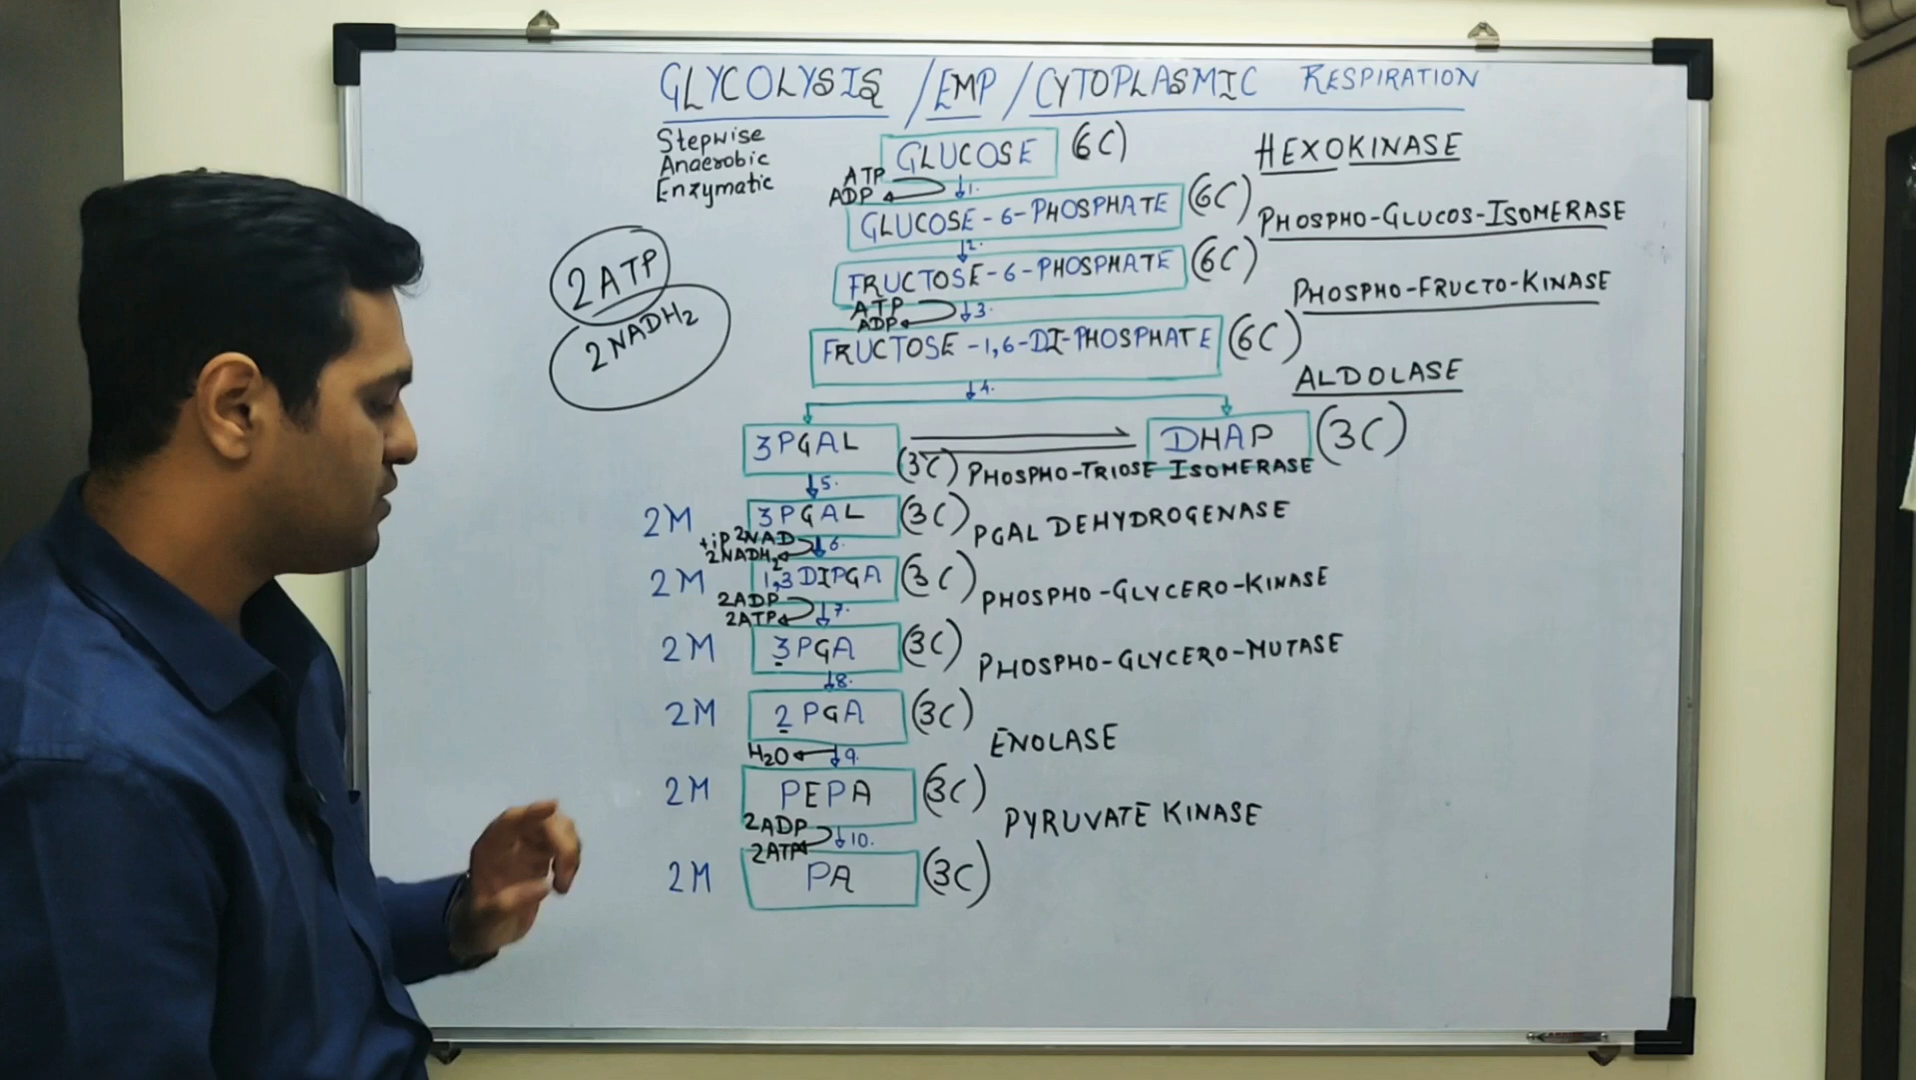 GLYCOLYSIS / EMP / CYTOPLASMIC RESPIRATION
Stepwise
Anaerobic
Enzymatic
GLUCOSE (6C)
HEXOKINASE
ATP
ADP
1.
GLUCOSE-6-PHOSPHATE (6C)
PHOSPHO-GLUCOS-ISOMERASE
2.
FRUCTOSE-6-PHOSPHATE (6C)
PHOSPHO-FRUCTO-KINASE
2ATP
2NADH2
ATP
ADP
3.
FRUCTOSE-1,6-DI-PHOSPHATE (6C)
ALDOLASE
4.
3PGAL (3C)
DHAP (3C)
PHOSPHO-TRIOSE ISOMERASE
5.
2M 3PGAL (3C) PGAL DEHYDROGENASE
+iP 2NAD
2NADH2
6.
2M 1,3DIPGA (3C) PHOSPHO-GLYCERO-KINASE
2ADP
2ATP
7.
2M 3PGA (3C) PHOSPHO-GLYCERO-MUTASE
8.
2M 2PGA (3C)
ENOLASE
H2O 9.
2M PEPA (3C)
PYRUVATE KINASE
2ADP
2ATP
10.
2M PA (3C)